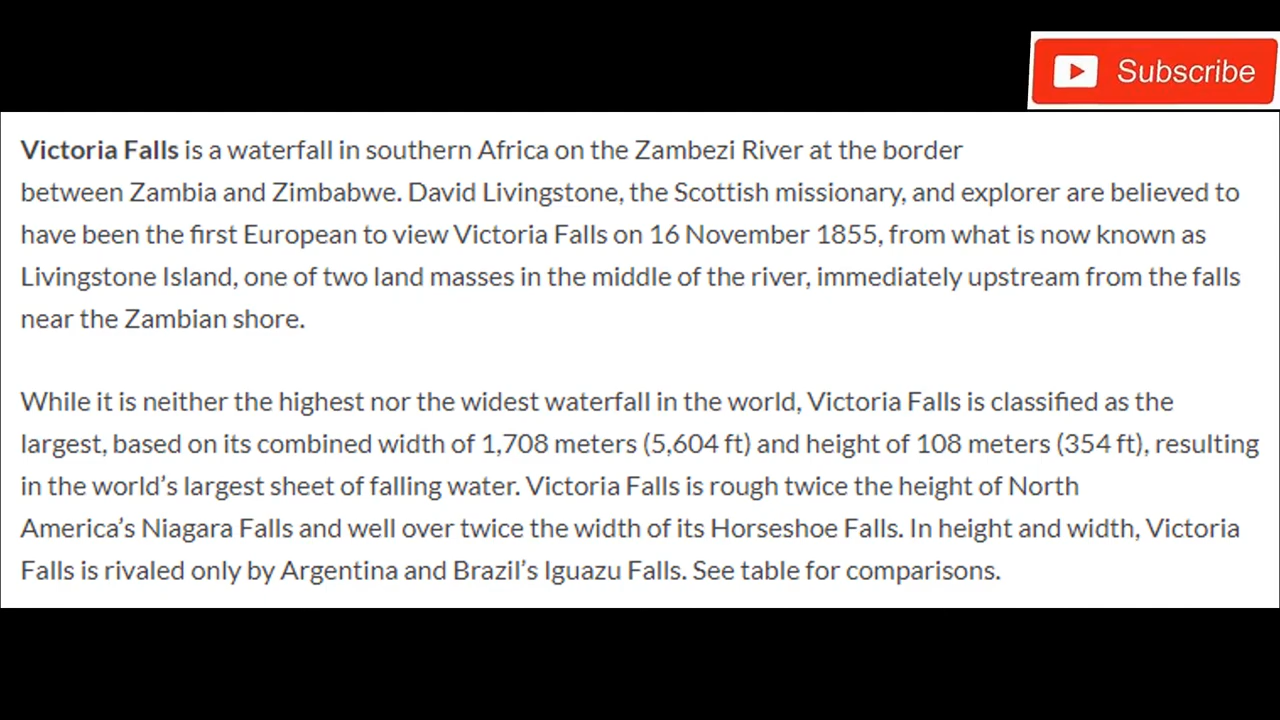 Subscribe
Victoria Falls is a waterfall in southern Africa on the Zambezi River at the border
between Zambia and Zimbabwe. David Livingstone, the Scottish missionary, and explorer are believed to
have been the first European to view Victoria Falls on 16 November 1855, from what is now known as
Livingstone Island, one of two land masses in the middle of the river, immediately upstream from the falls
near the Zambian shore.
While it is neither the highest nor the widest waterfall in the world, Victoria Falls is classified as the
largest, based on its combined width of 1,708 meters (5,604 ft) and height of 108 meters (354 ft), resulting
in the world’s largest sheet of falling water. Victoria Falls is rough twice the height of North
America’s Niagara Falls and well over twice the width of its Horseshoe Falls. In height and width, Victoria
Falls is rivaled only by Argentina and Brazil’s Iguazu Falls. See table for comparisons.